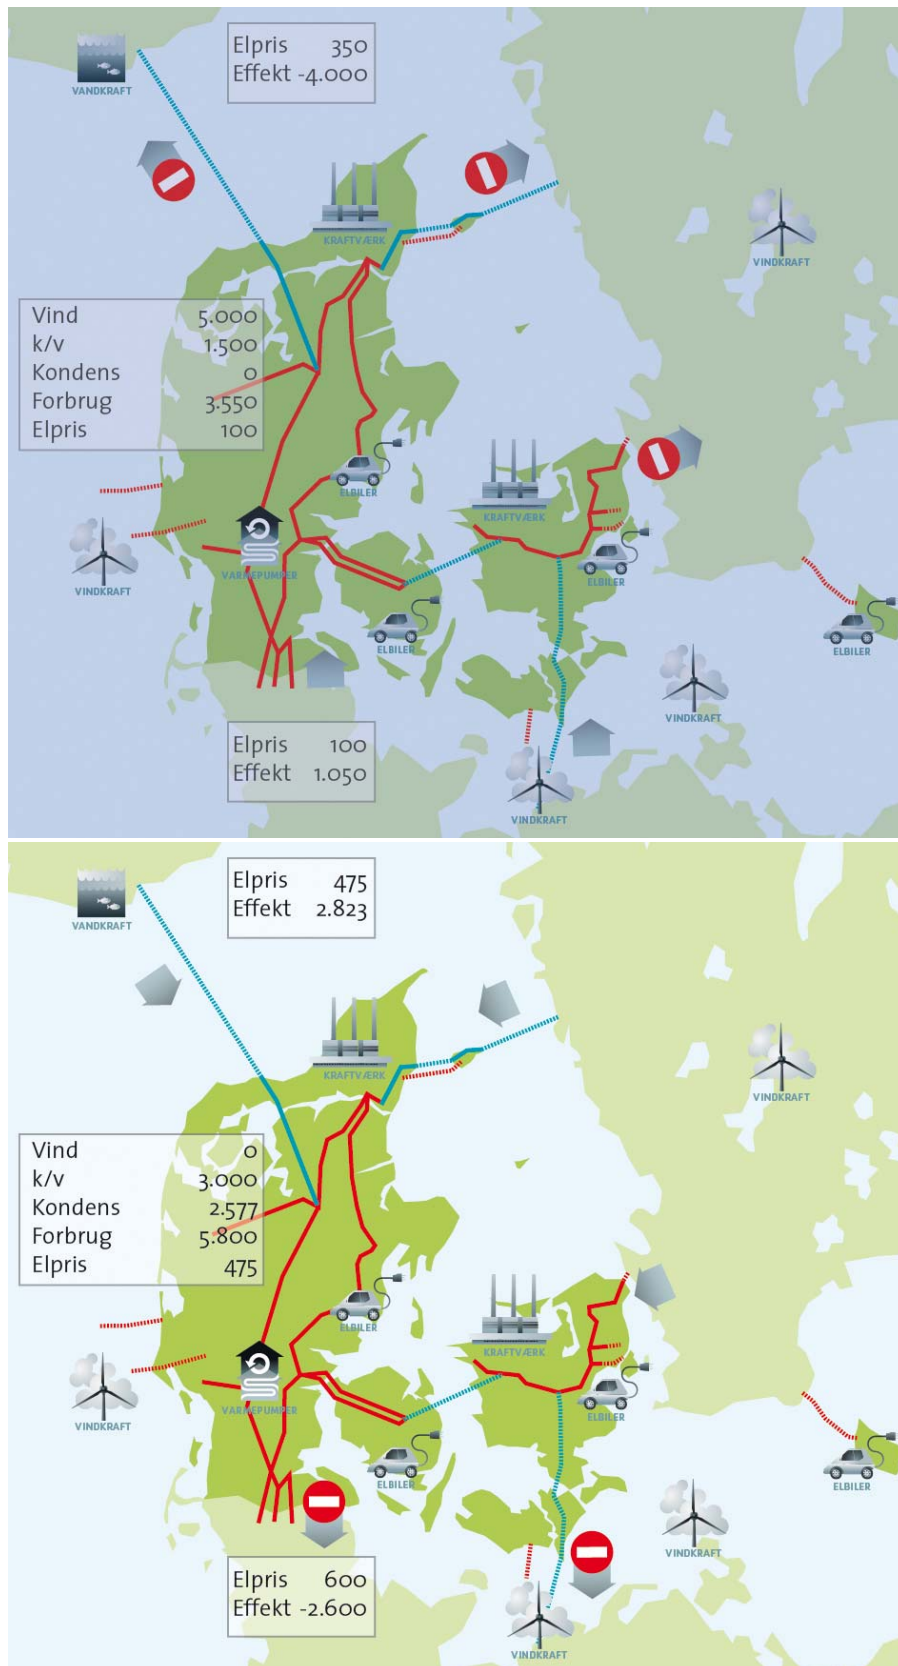 Elpris 350
Effekt -4.000
VANDKRAFT
KRAFTVÆRK
VINDKRAFT
Vind 5.000
k/v 1.500
Kondens 0
Forbrug 3.550
Elpris 100
ELBILER
KRAFTVÆRK
VINDKRAFT
VARMEPUMPER
ELBILER
ELBILER
ELBILER
VINDKRAFT
Elpris 100
Effekt 1.050
VINDKRAFT
Elpris 475
Effekt 2.823
VANDKRAFT
KRAFTVÆRK
VINDKRAFT
Vind 0
k/v 3.000
Kondens 2.577
Forbrug 5.800
Elpris 475
ELBILER
KRAFTVÆRK
VINDKRAFT
VARMEPUMPER
ELBILER
ELBILER
ELBILER
VINDKRAFT
Elpris 600
Effekt -2.600
VINDKRAFT